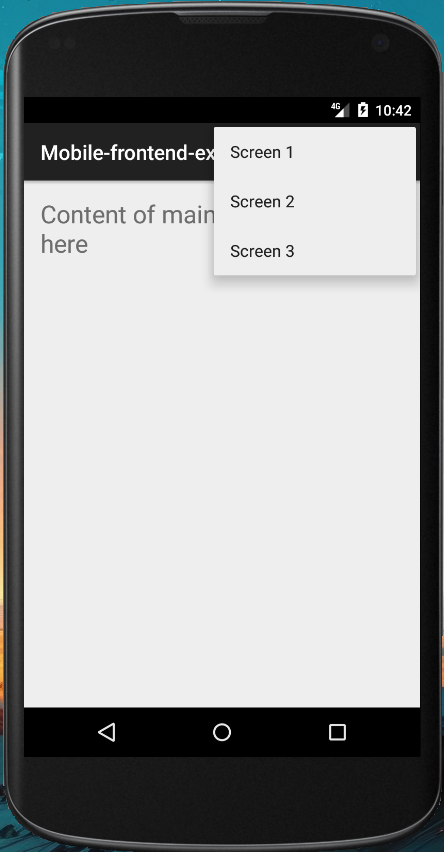 4G 10:42
Mobile-frontend-ex
Screen 1
Content of main
Screen 2
here
Screen 3